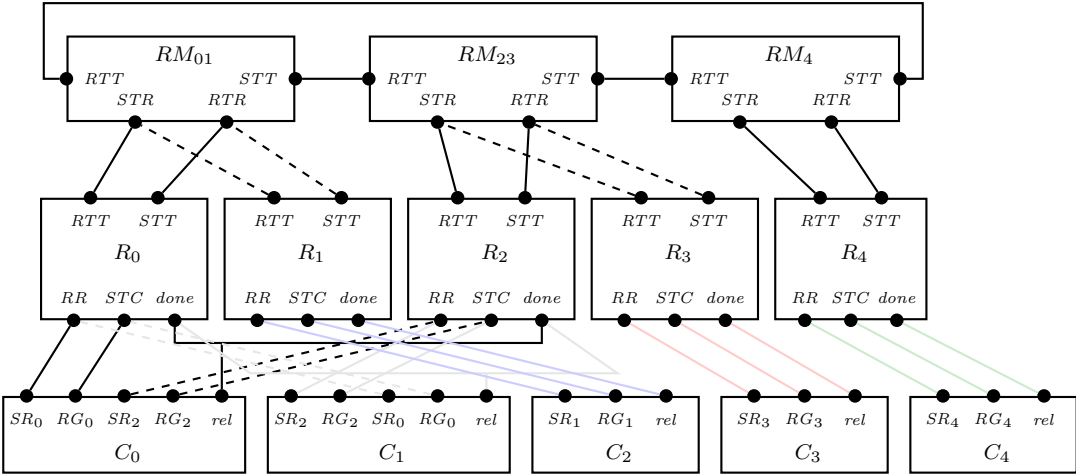 RM₀₁ RM₂₃ RM₄
RTT STT RTT STT RTT STT
STR RTR STR RTR STR RTR
RTT STT RTT STT RTT STT RTT STT RTT STT
R₀ R₁ R₂ R₃ R₄
RR STC done RR STC done RR STC done RR STC done RR STC done
SR₀ RG₀ SR₂ RG₂ rel SR₂ RG₂ SR₀ RG₀ rel SR₁ RG₁ rel SR₃ RG₃ rel SR₄ RG₄ rel
C₀ C₁ C₂ C₃ C₄